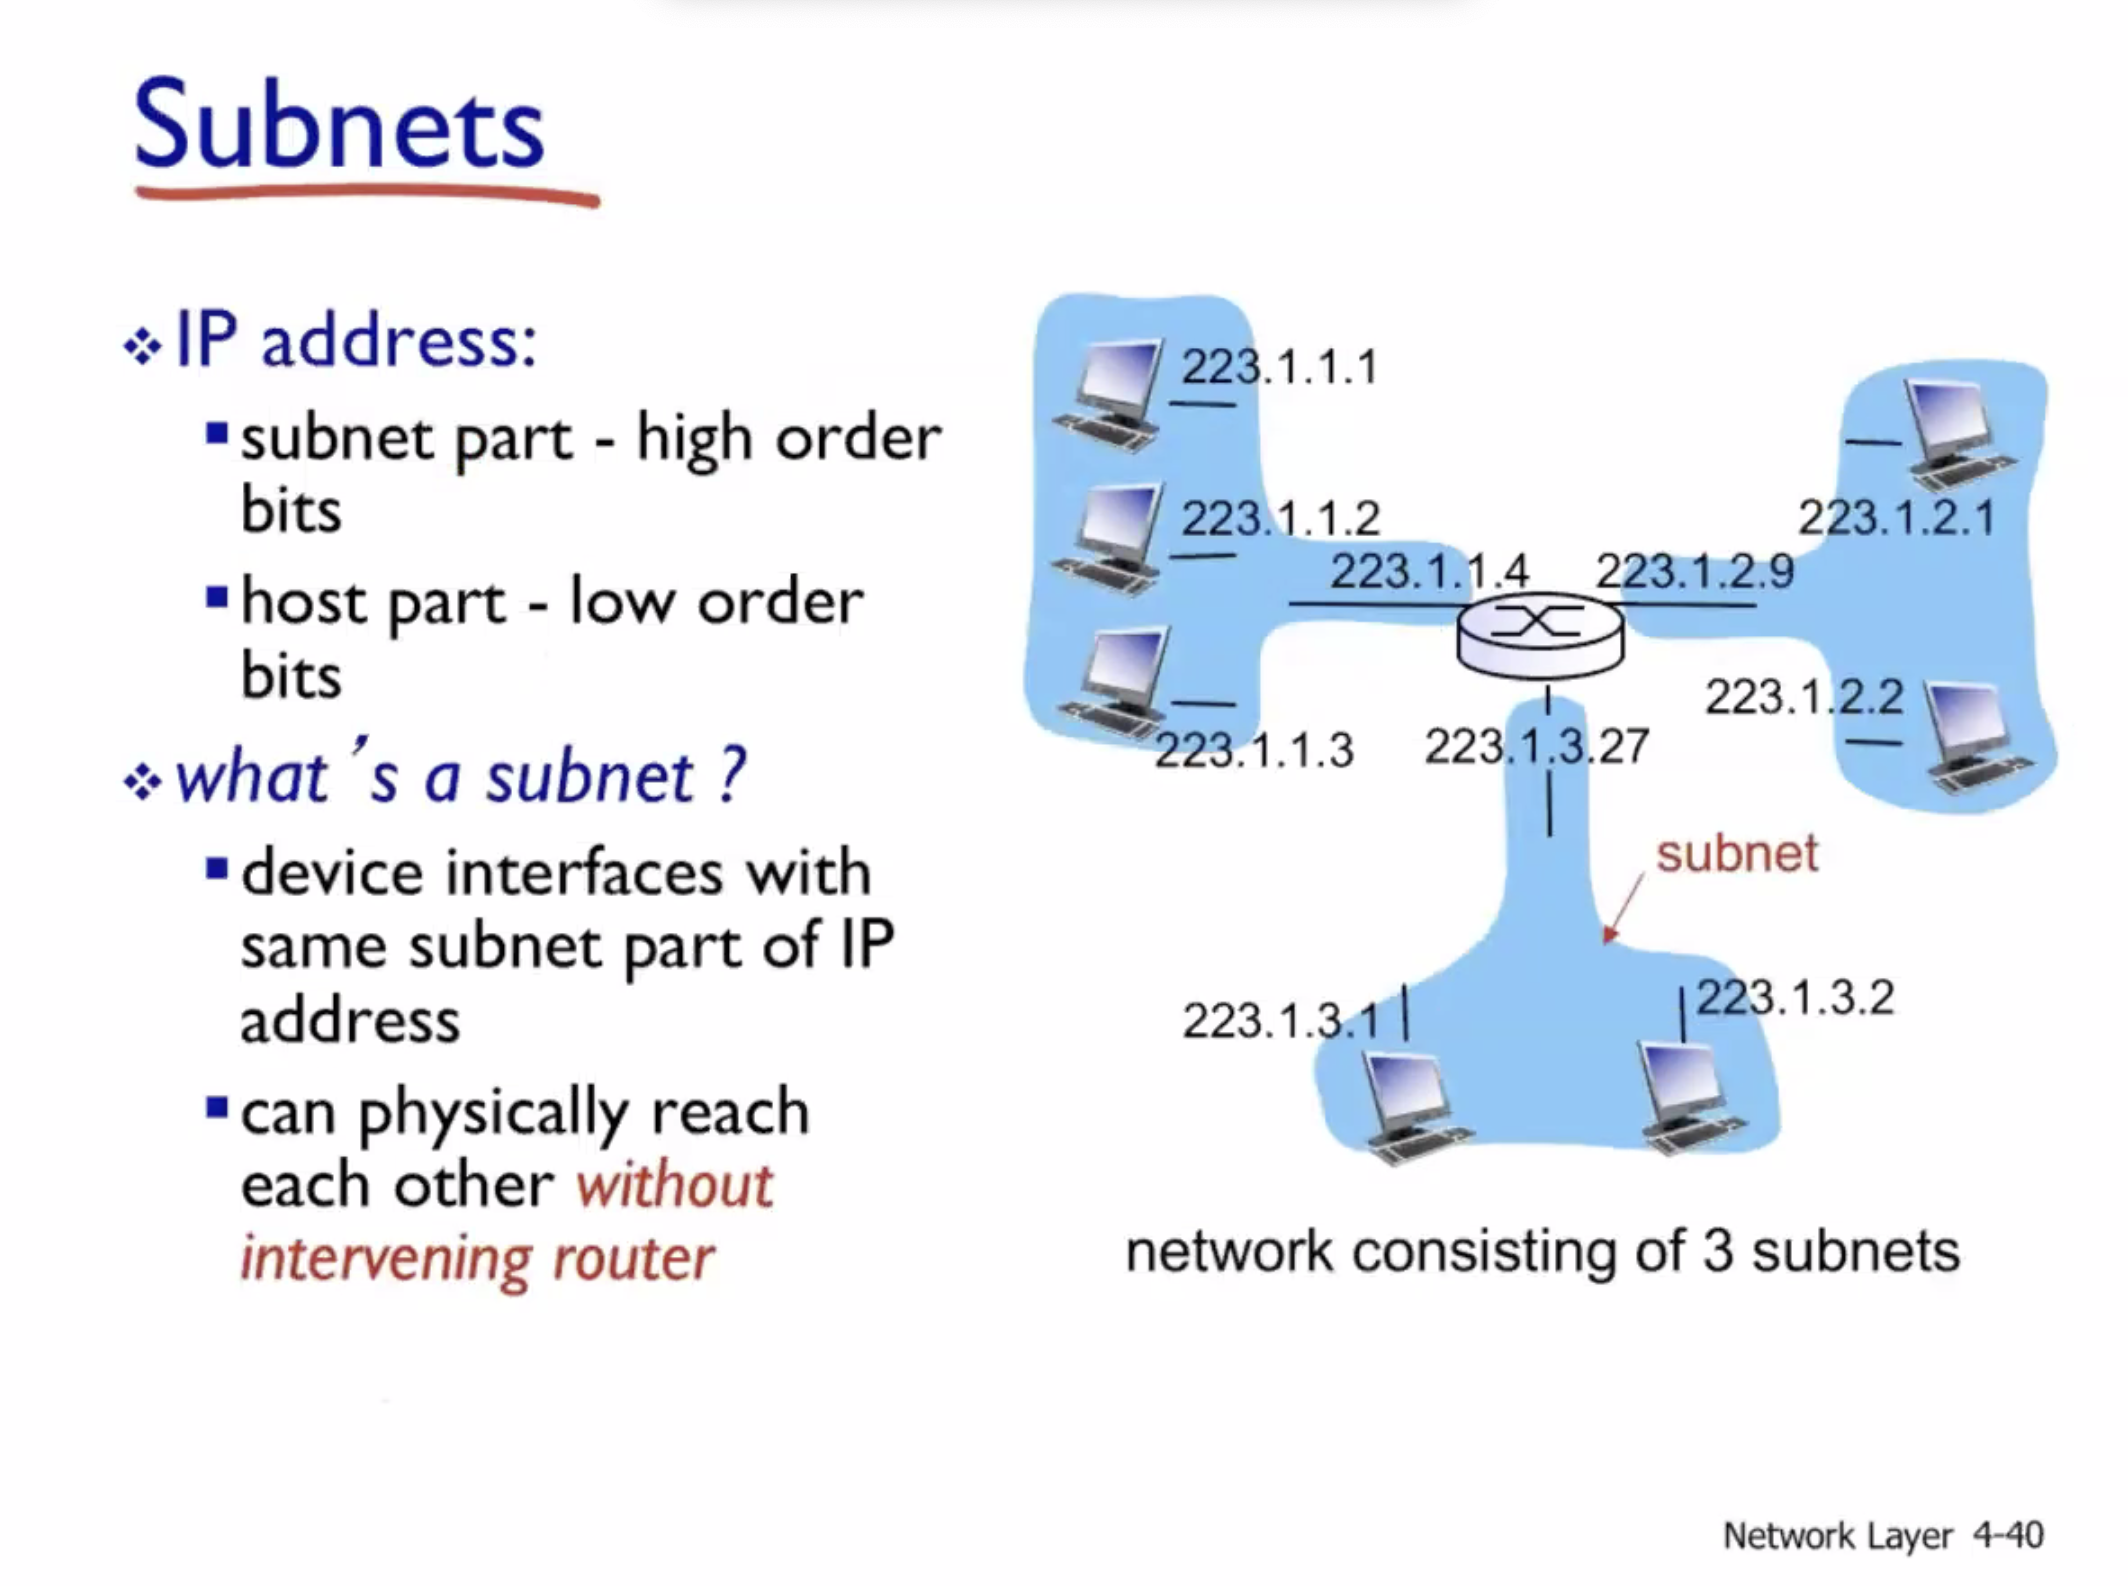 Subnets
IP address:
subnet part - high order
bits
host part - low order
bits
what's a subnet ?
device interfaces with
same subnet part of IP
address
can physically reach
each other without
intervening router
223.1.1.1
223.1.1.2
223.1.1.3
223.1.1.4
223.1.2.9
223.1.2.1
223.1.2.2
223.1.3.27
subnet
223.1.3.1
223.1.3.2
network consisting of 3 subnets
Network Layer 4-40